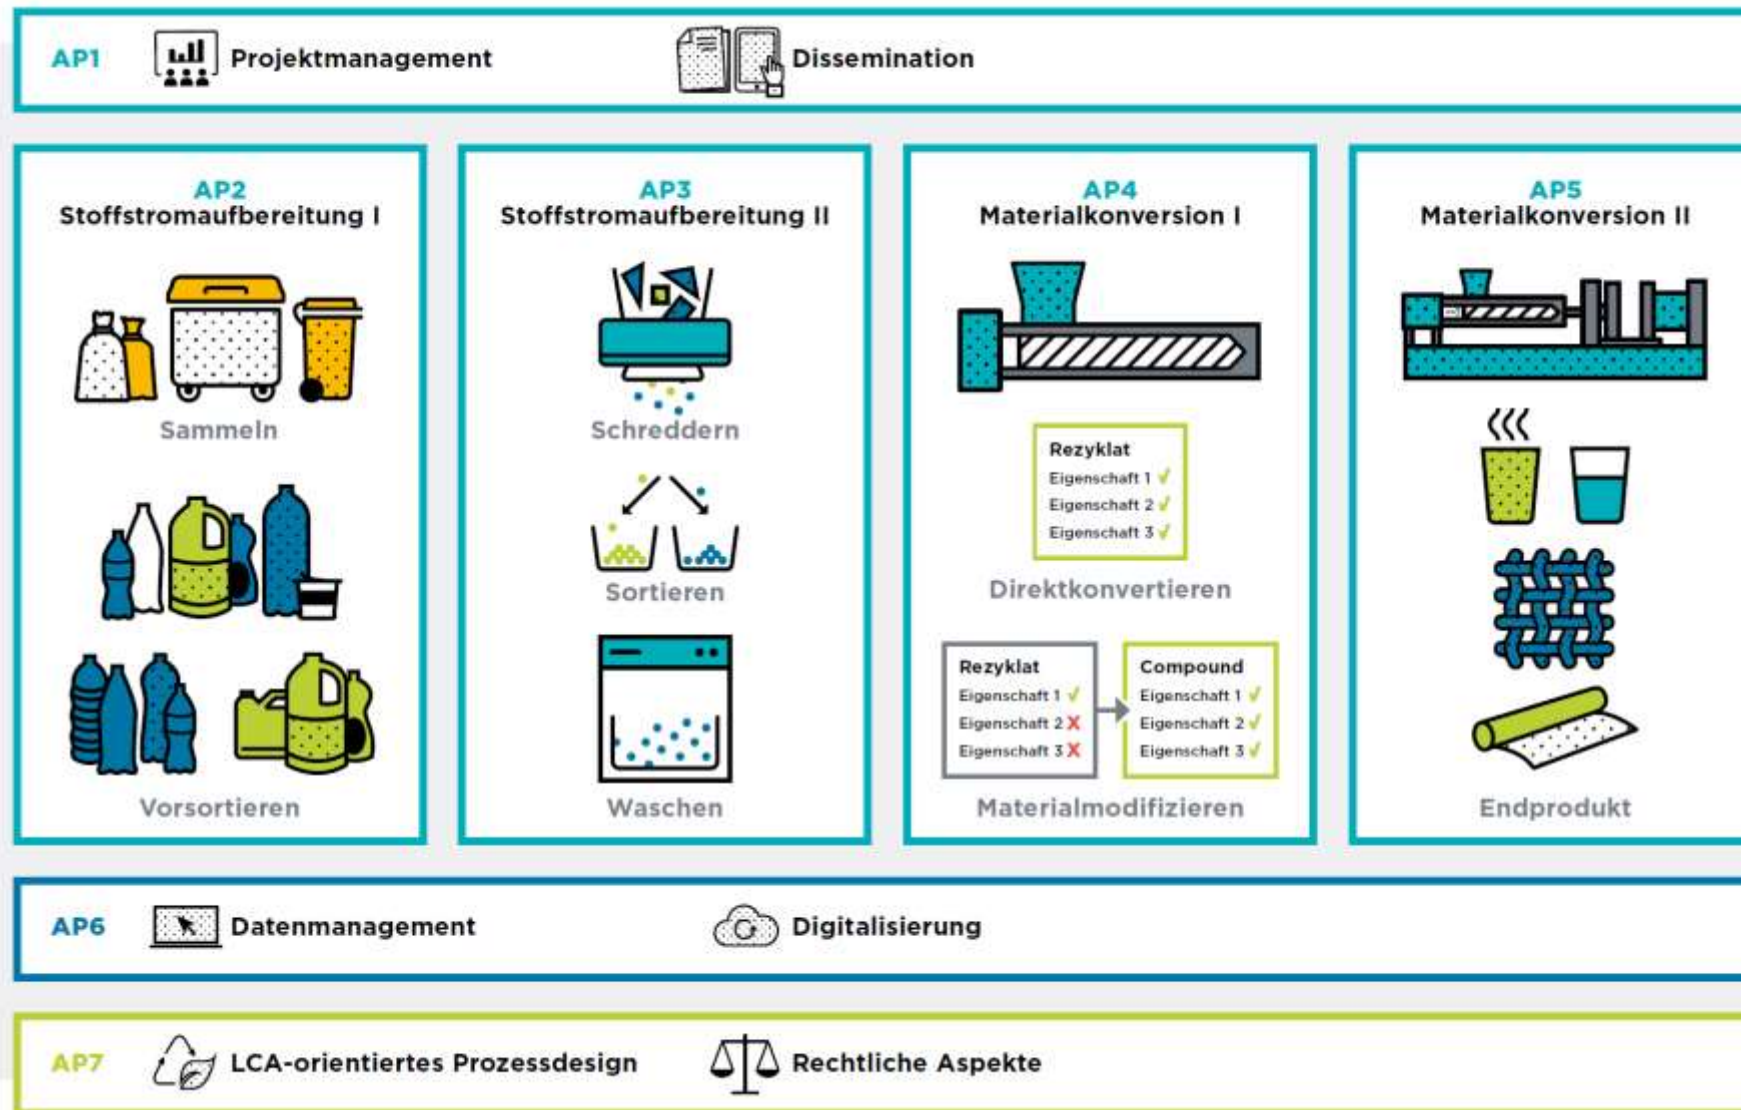 AP1 Projektmanagement Dissemination
AP2
Stoffstromaufbereitung I
Sammeln
Vorsortieren
AP3
Stoffstromaufbereitung II
Schreddern
Sortieren
Waschen
AP4
Materialkonversion I
Rezyklat
Eigenschaft 1 ✓
Eigenschaft 2 ✓
Eigenschaft 3 ✓
Direktkonvertieren
Rezyklat
Eigenschaft 1 ✓
Eigenschaft 2 X
Eigenschaft 3 X
Compound
Eigenschaft 1 ✓
Eigenschaft 2 ✓
Eigenschaft 3 ✓
Materialmodifizieren
AP5
Materialkonversion II
Endprodukt
AP6 Datenmanagement Digitalisierung
AP7 LCA-orientiertes Prozessdesign Rechtliche Aspekte